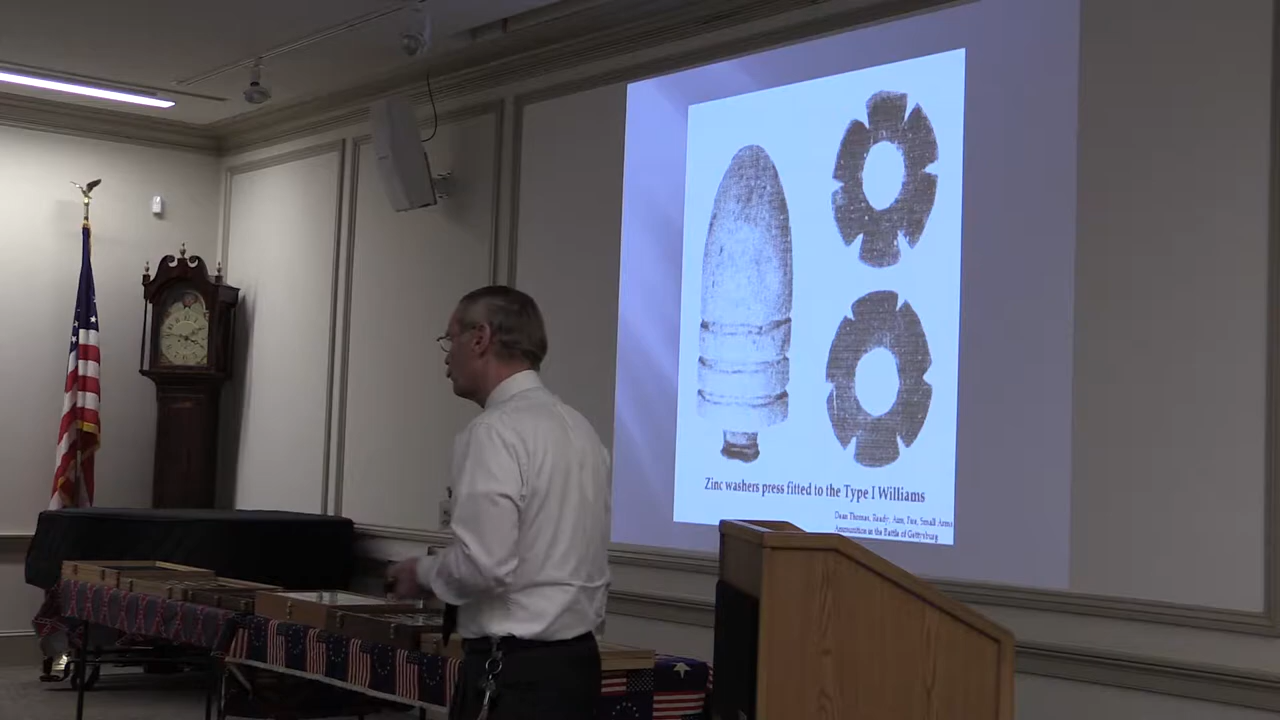 Zinc washers press fitted to the Type I Williams
Dean Thomas, Ready, Aim, Fire, Small Arms
Ammunition in the Battle of Gettysburg